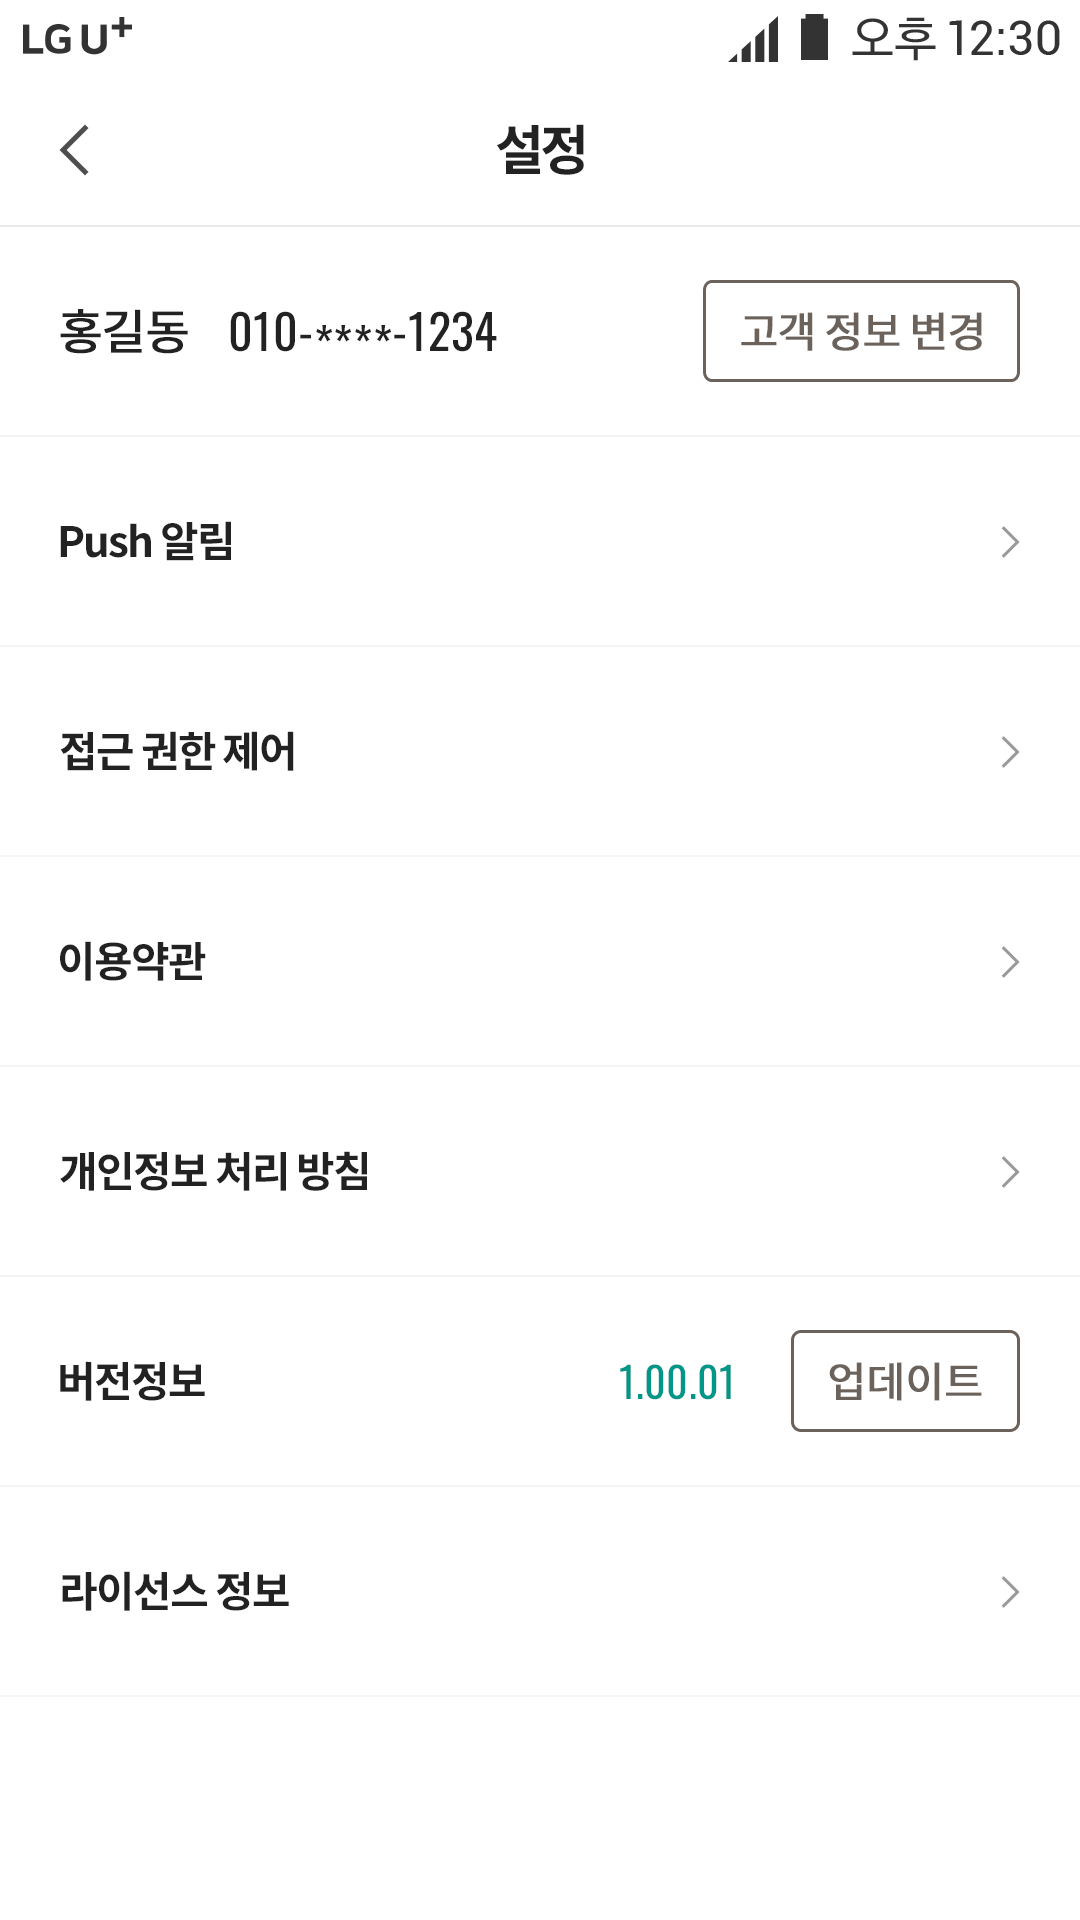 LG U+ 오후 12:30
설정
홍길동 010-****-1234 고객 정보 변경
Push 알림
접근 권한 제어
이용약관
개인정보 처리 방침
버전정보 1.00.01 업데이트
라이선스 정보